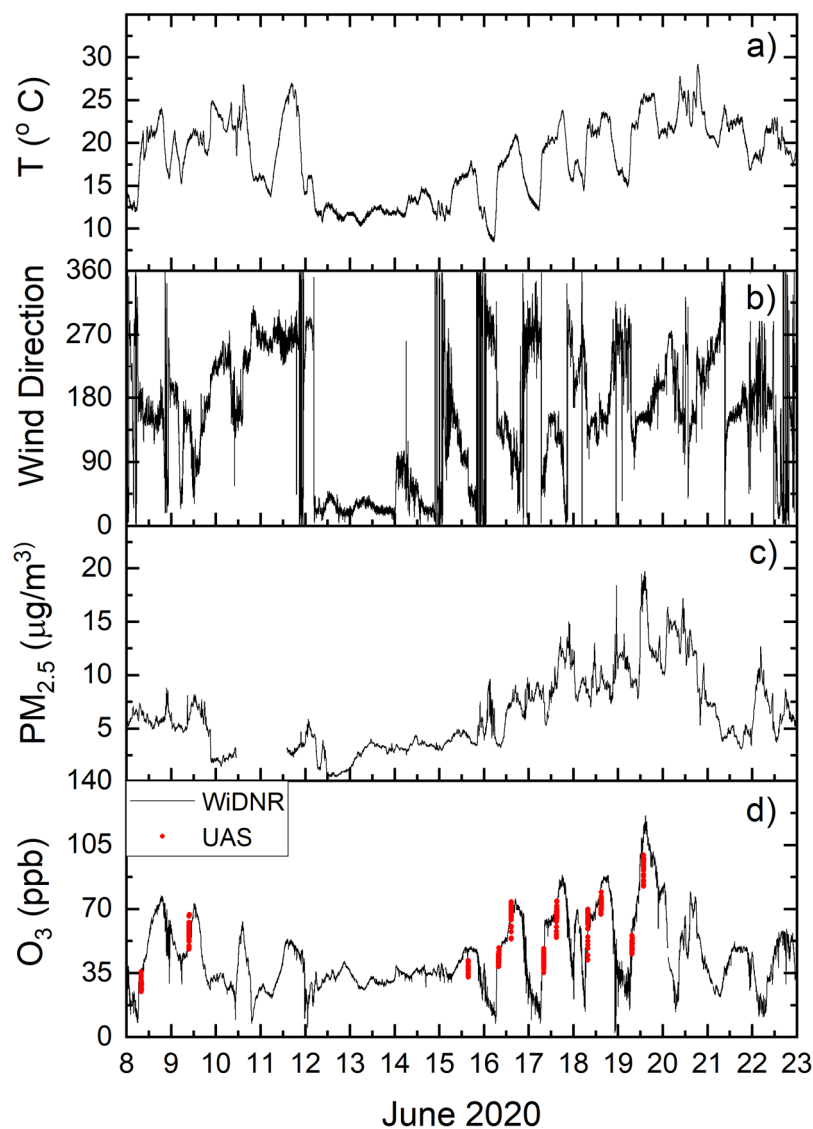 a)
T (° C)
30
25
20
15
10
b)
Wind Direction
360
270
180
90
0
c)
PM2.5 (μg/m3)
20
15
10
5
d)
O3 (ppb)
140
105
70
35
0
WiDNR
UAS
8 9 10 11 12 13 14 15 16 17 18 19 20 21 22 23
June 2020